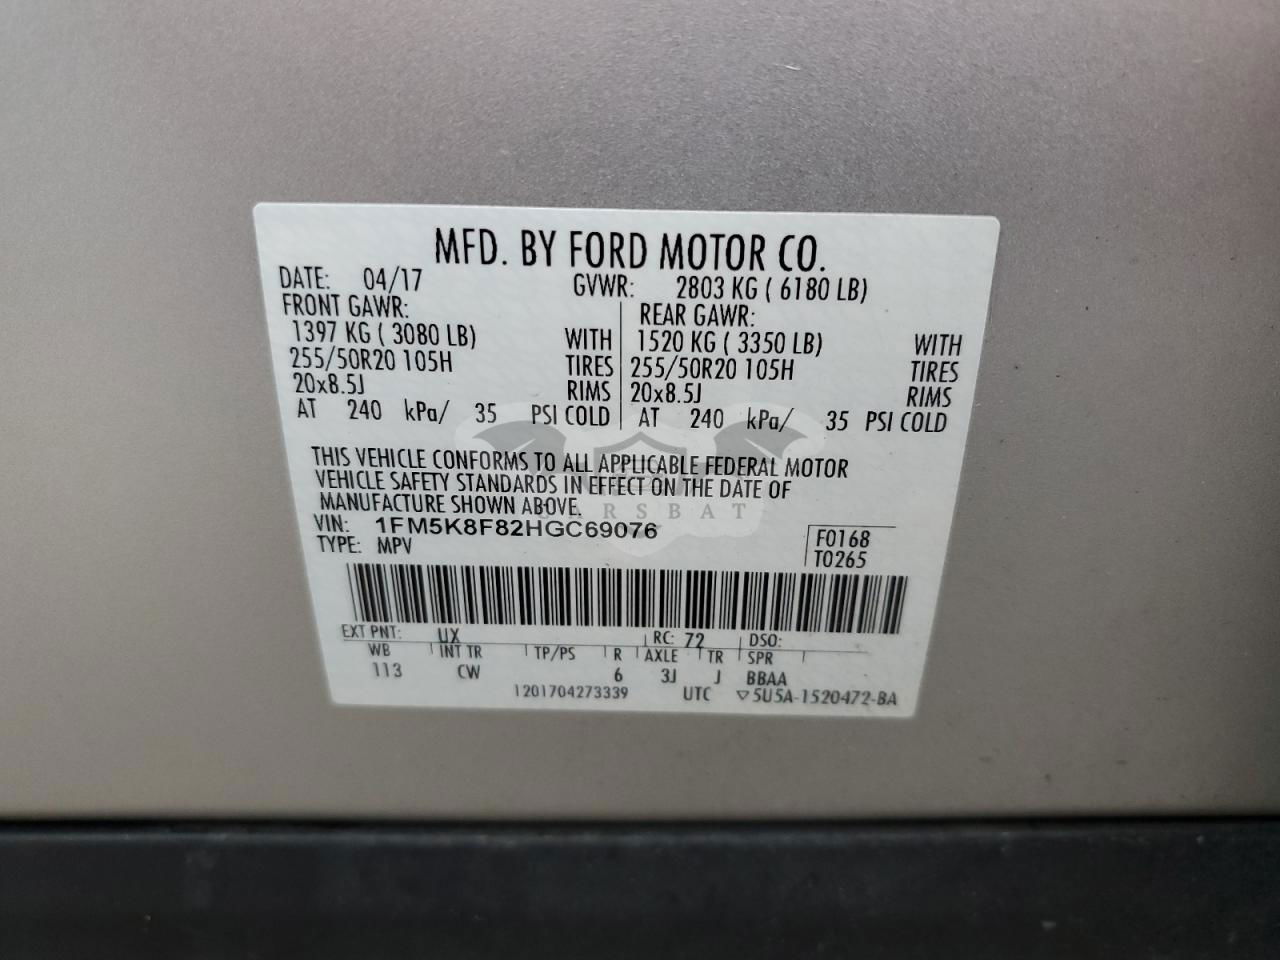 MFD. BY FORD MOTOR CO.
DATE: 04/17 GVWR: 2803 KG ( 6180 LB)
FRONT GAWR: REAR GAWR:
1397 KG ( 3080 LB) WITH 1520 KG ( 3350 LB) WITH
255/50R20 105H TIRES 255/50R20 105H TIRES
20x8.5J RIMS 20x8.5J RIMS
AT 240 kPa/ 35 PSI COLD AT 240 kPa/ 35 PSI COLD
THIS VEHICLE CONFORMS TO ALL APPLICABLE FEDERAL MOTOR
VEHICLE SAFETY STANDARDS IN EFFECT ON THE DATE OF
MANUFACTURE SHOWN ABOVE.
CARSBAT
VIN: 1FM5K8F82HGC69076 F0168
TYPE: MPV T0265
EXT PNT: UX RC: 72 DSO:
WB INT TR TP/PS R AXLE TR SPR
113 CW 6 3J J BBAA
1201704273339 UTC ▽5U5A-1520472-BA